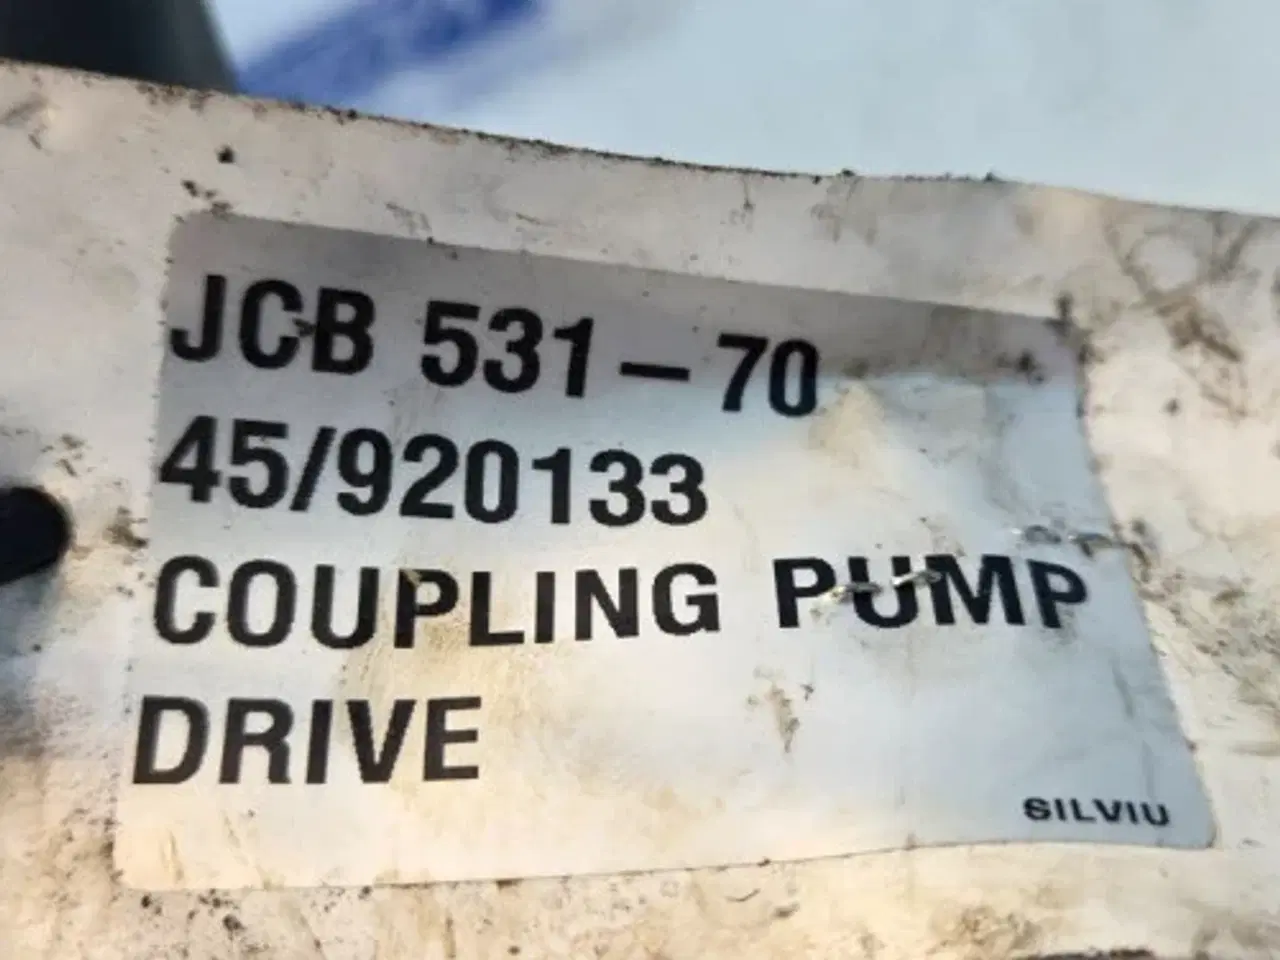 JCB 531-70
45/920133
COUPLING PUMP
DRIVE
SILVIU